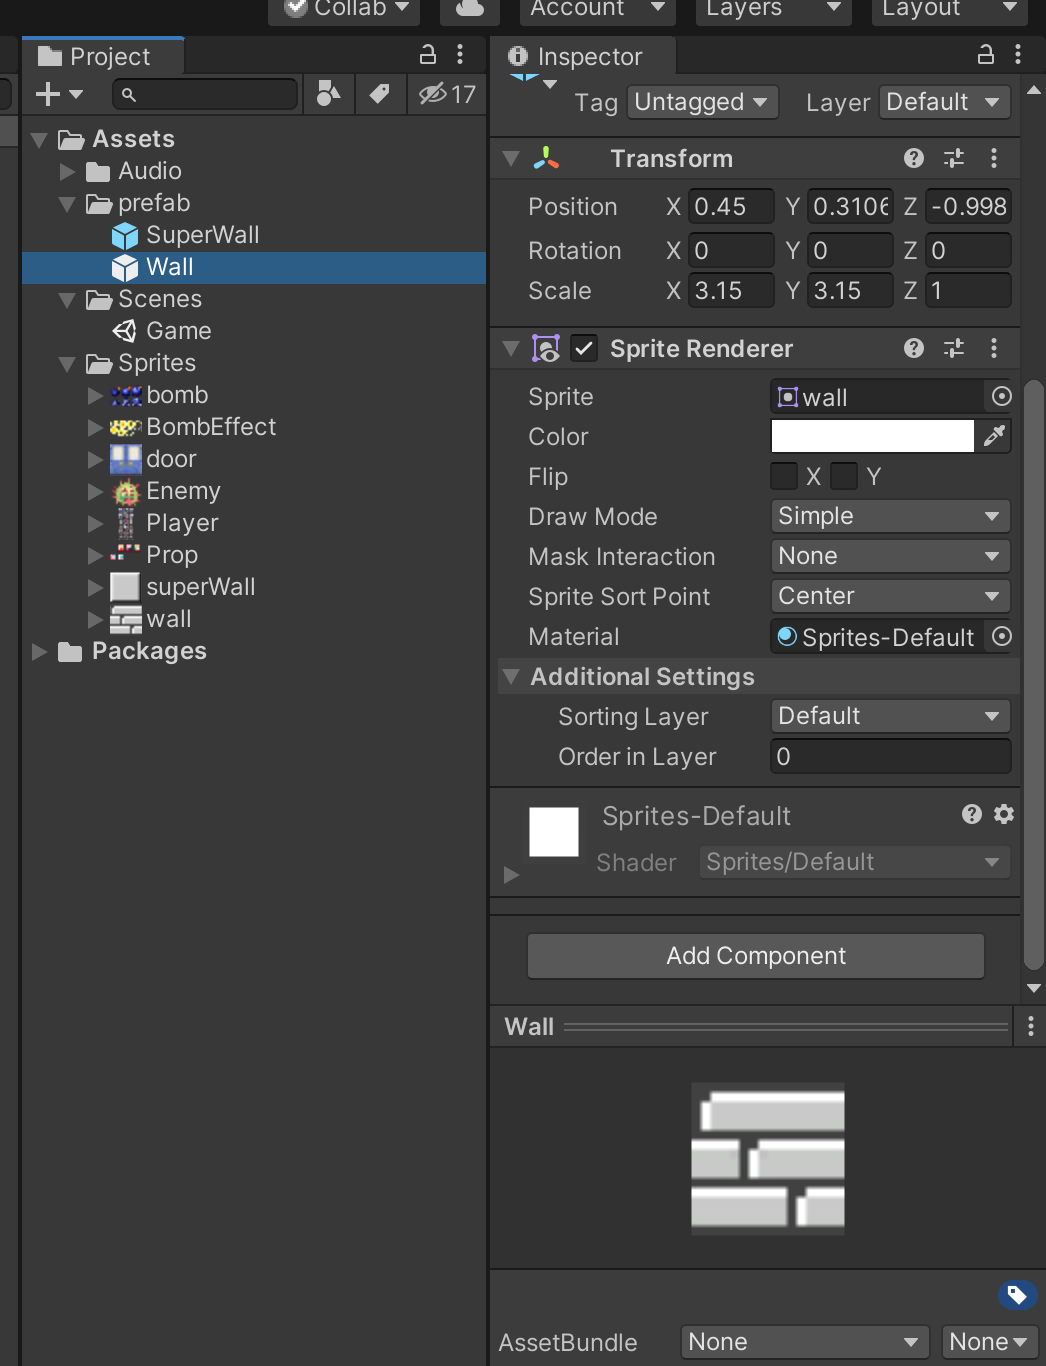 Collab
Account
Layers
Layout
Project
17
Assets
Audio
prefab
SuperWall
Wall
Scenes
Game
Sprites
bomb
BombEffect
door
Enemy
Player
Prop
superWall
wall
Packages
Inspector
Tag Untagged Layer Default
Transform
Position X 0.45 Y 0.3106 Z -0.998
Rotation X 0 Y 0 Z 0
Scale X 3.15 Y 3.15 Z 1
Sprite Renderer
Sprite wall
Color
Flip X Y
Draw Mode Simple
Mask Interaction None
Sprite Sort Point Center
Material Sprites-Default
Additional Settings
Sorting Layer Default
Order in Layer 0
Sprites-Default
Shader Sprites/Default
Add Component
Wall
AssetBundle None None